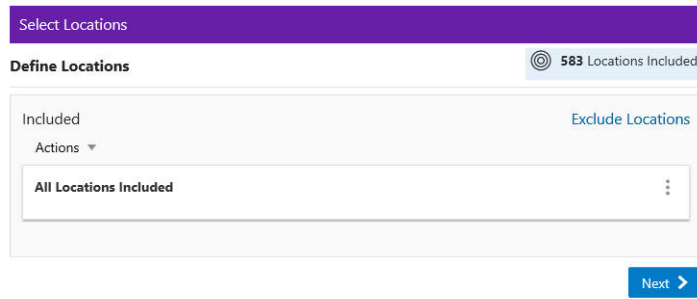 Select Locations
Define Locations
583 Locations Included
Included
Exclude Locations
Actions
All Locations Included
Next